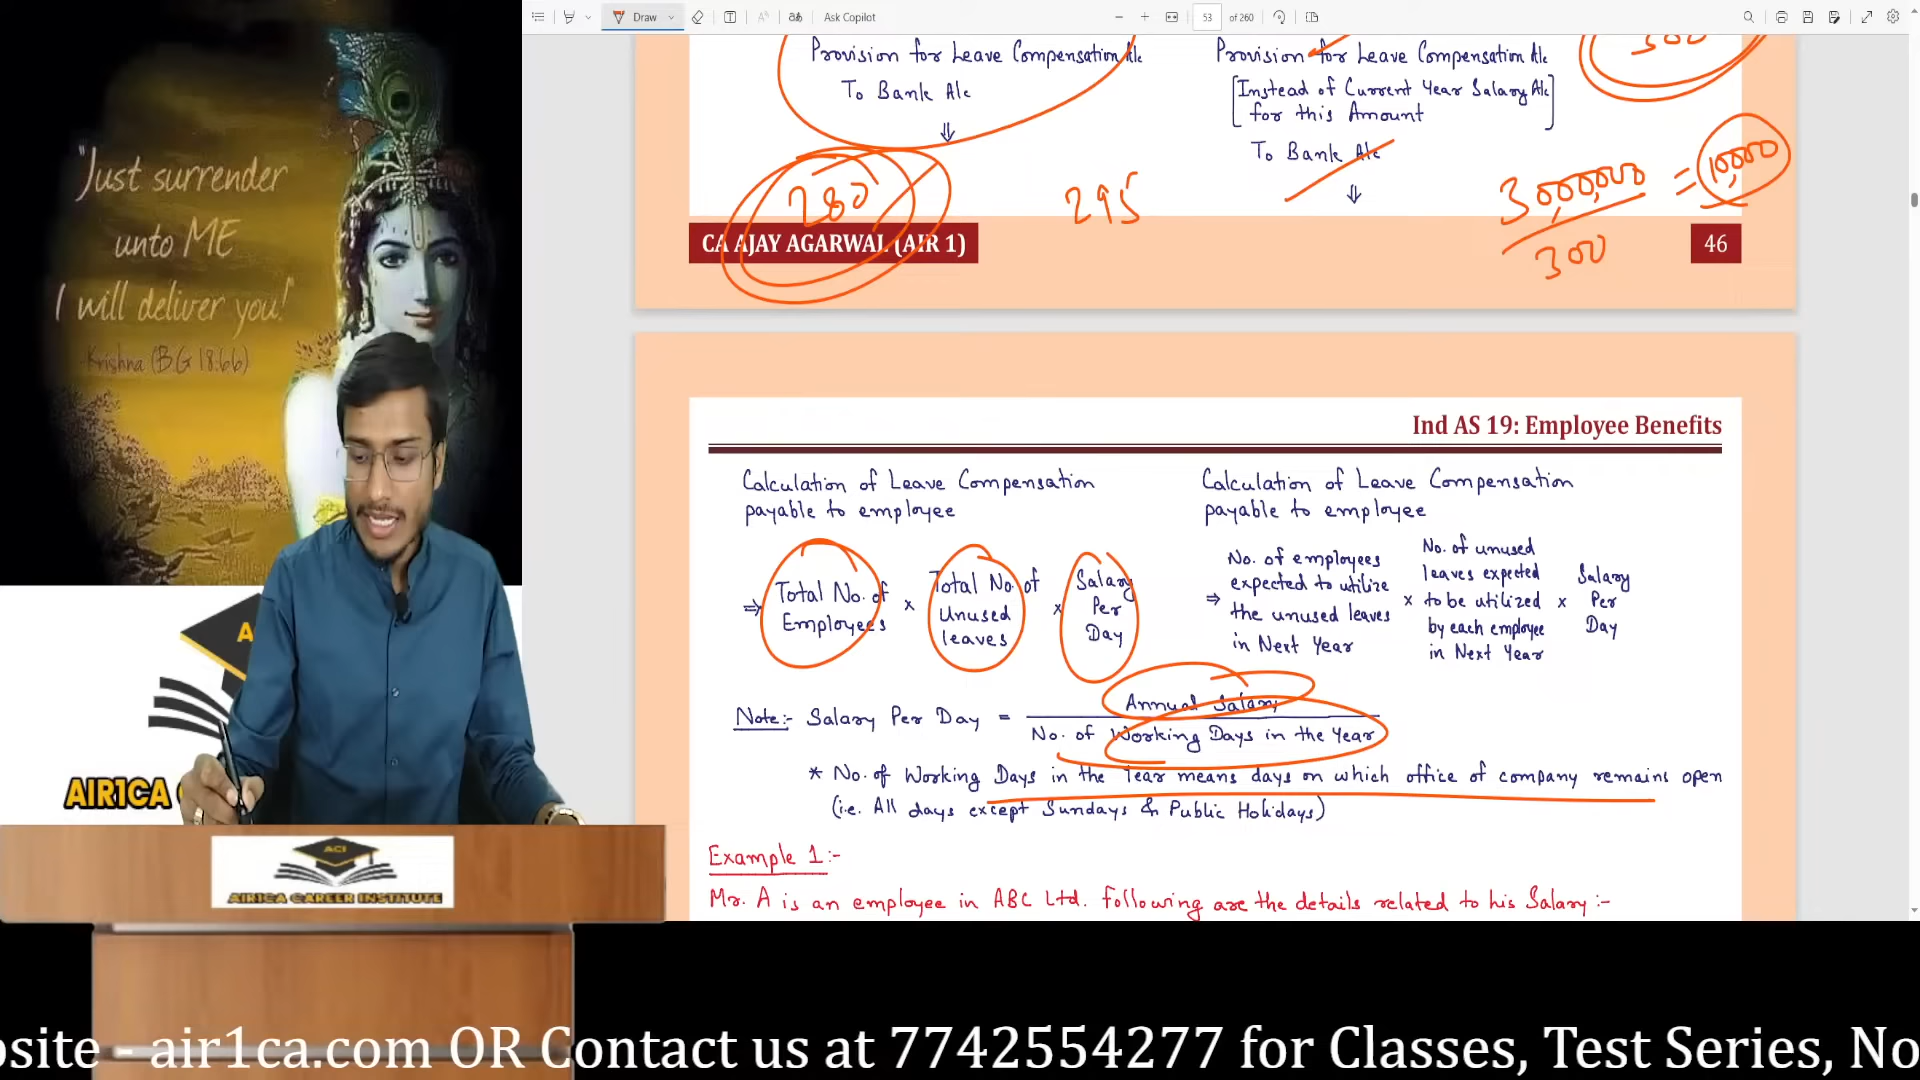 Draw
Ask Copilot
53 of 260
"Just surrender
unto ME
I will deliver you!"
- Krishna (B.G 18.66)
Provision for Leave Compensation A/c
To Bank A/c
⇓
280
295
Provision for Leave Compensation A/c
[Instead of Current Year Salary A/c
for this Amount]
To Bank A/c
⇓
300
30,00,000 = 10,000
300
CA AJAY AGARWAL (AIR 1)
46
Ind AS 19: Employee Benefits
Calculation of Leave Compensation
payable to employee
⇒ Total No. of Employees × Total No. of Unused leaves × Salary Per Day
Calculation of Leave Compensation
payable to employee
⇒ No. of employees expected to utilize the unused leaves in Next Year × No. of unused leaves expected to be utilized by each employee in Next Year × Salary Per Day
Note:- Salary Per Day = Annual Salary
No. of Working Days in the Year
* No. of Working Days in the Year means days on which office of company remains open
(i.e. All days except Sundays & Public Holidays)
Example 1:-
Mr. A is an employee in ABC Ltd. Following are the details related to his Salary:-
AIR1CA
ACI
AIR1CA CAREER INSTITUTE
bsite - air1ca.com OR Contact us at 7742554277 for Classes, Test Series, No